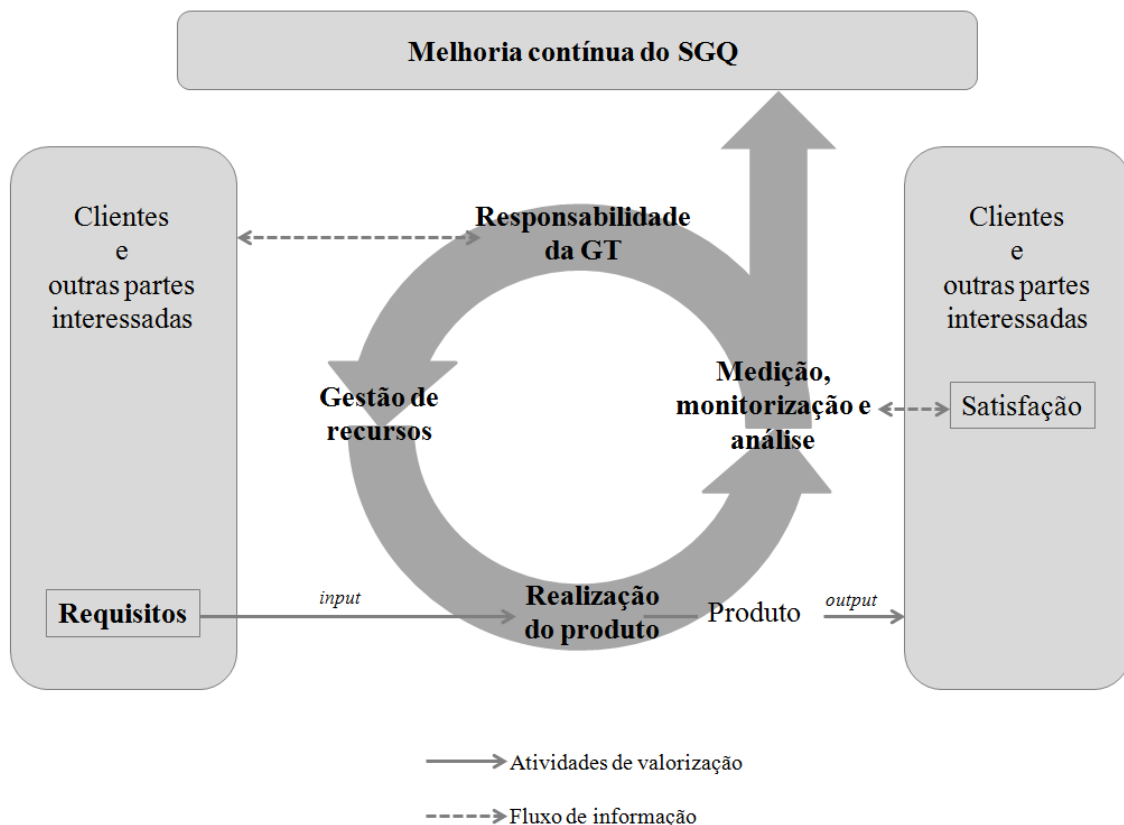 Melhoria contínua do SGQ
Clientes
e
outras partes
interessadas
Requisitos
input
Responsabilidade
da GT
Gestão de
recursos
Medição,
monitorização e
análise
Realização
do produto
Produto
output
Clientes
e
outras partes
interessadas
Satisfação
Atividades de valorização
Fluxo de informação